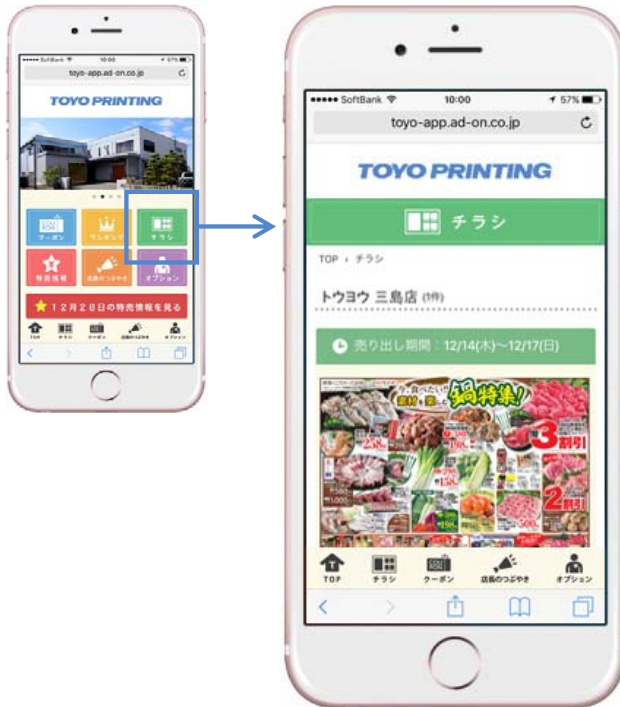 SoftBank 10:00 57%
toyo-app.ad-on.co.jp
TOYO PRINTING
クーポン ランキング チラシ
特売情報 店長のつぶやき オプション
12月28日の特売情報を見る
TOP チラシ クーポン 店長のつぶやき オプション
SoftBank 10:00 57%
toyo-app.ad-on.co.jp
TOYO PRINTING
チラシ
TOP › チラシ
トウヨウ 三島店 (1件)
売り出し期間:12/14(木)~12/17(日)
今、食べたい!!
素材を楽しむ
鍋特集!
3割引
258
198
158
2割引
198
500
TOP チラシ クーポン 店長のつぶやき オプション